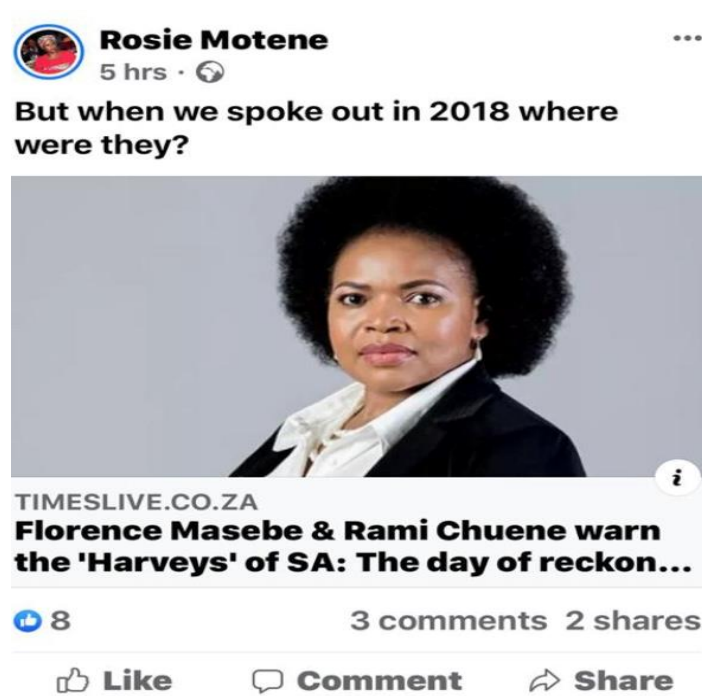 Rosie Motene
5 hrs ·
But when we spoke out in 2018 where
were they?
i
TIMESLIVE.CO.ZA
Florence Masebe & Rami Chuene warn
the 'Harveys' of SA: The day of reckon...
8 3 comments 2 shares
Like Comment Share